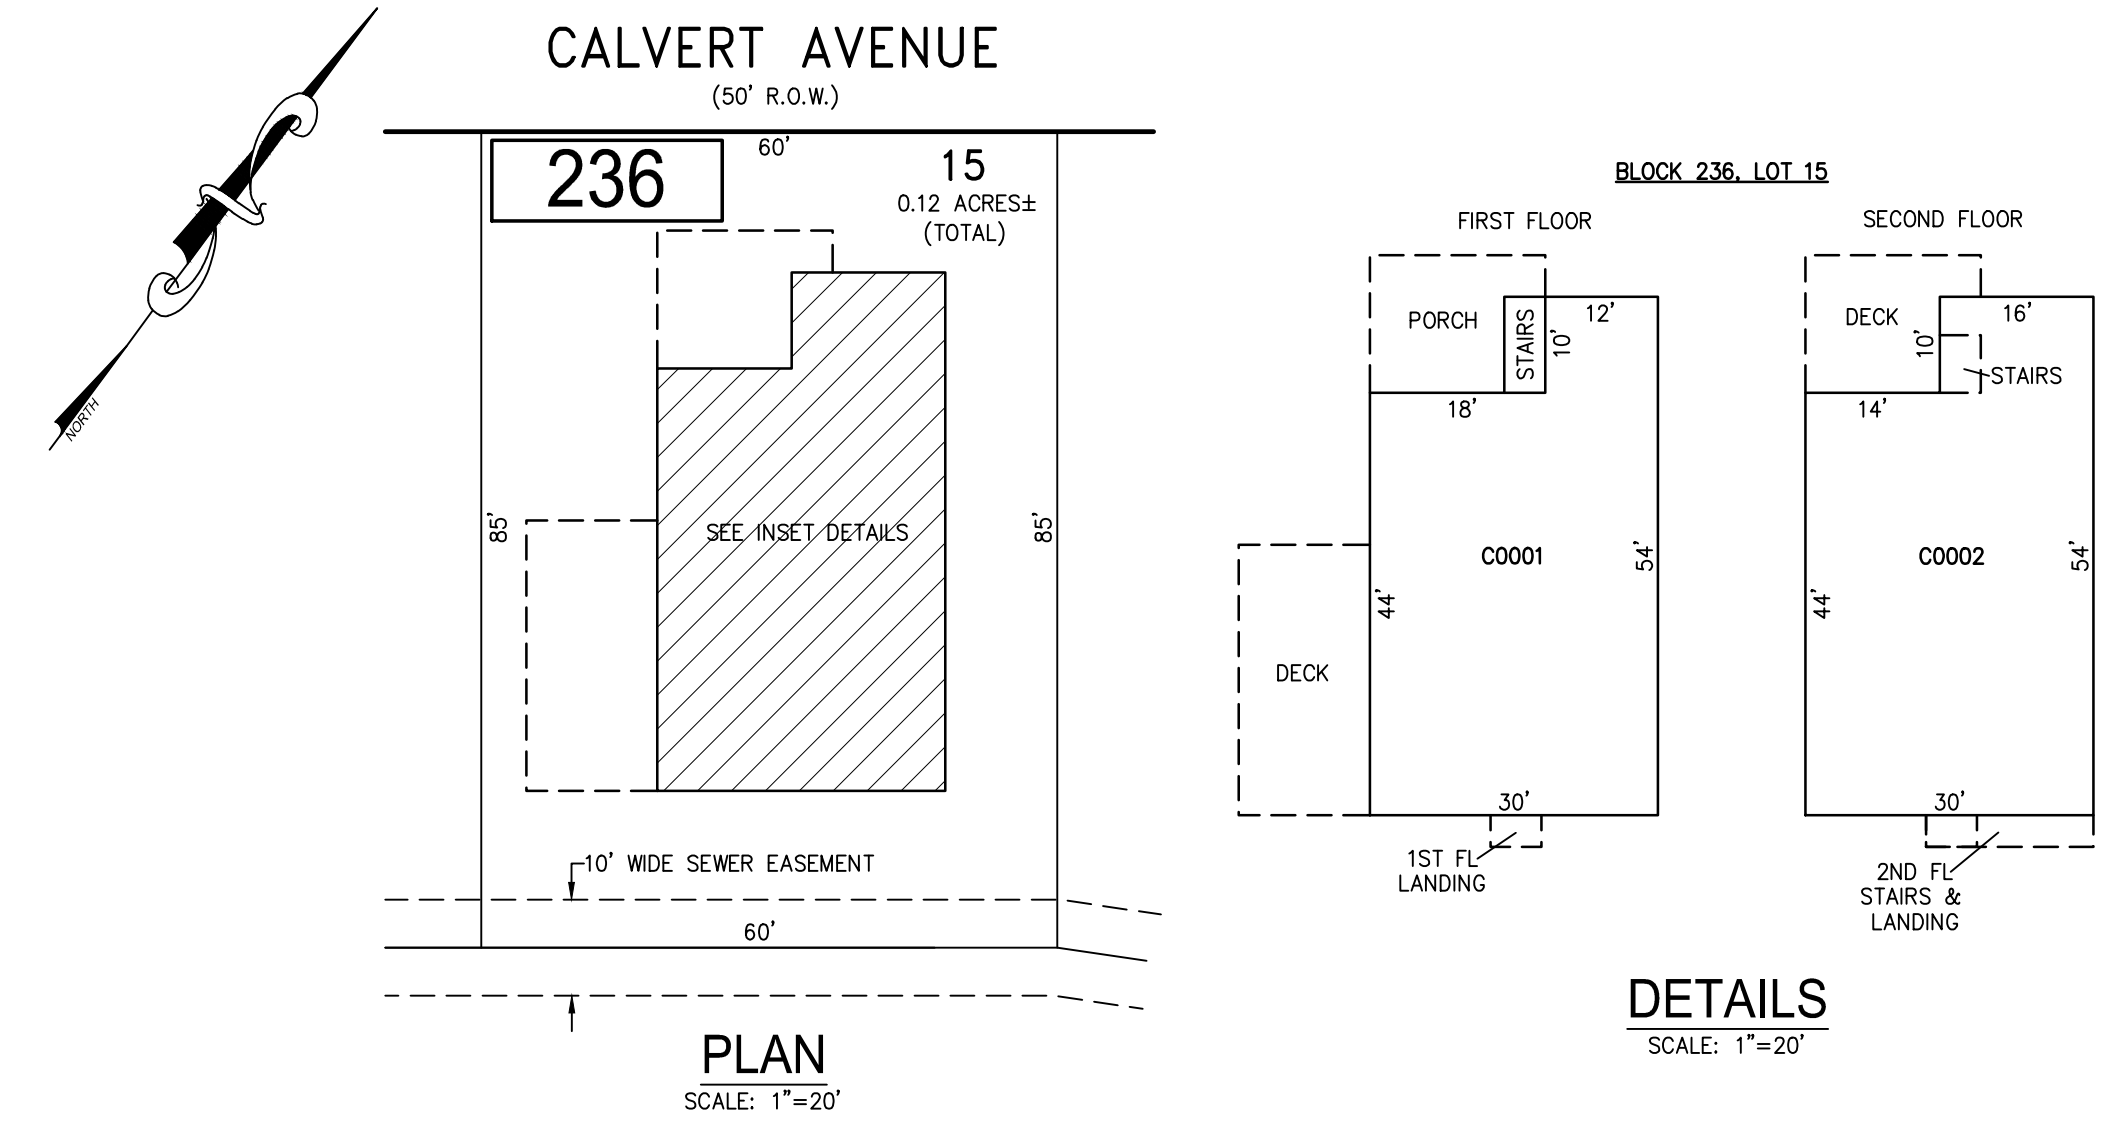 CALVERT AVENUE
(50' R.O.W.)
60'
236
15
0.12 ACRES±
(TOTAL)
NORTH
85'
85'
SEE INSET DETAILS
10' WIDE SEWER EASEMENT
60'
PLAN
SCALE: 1"=20'
BLOCK 236, LOT 15
FIRST FLOOR
PORCH
STAIRS
12'
10'
18'
C0001
54'
44'
DECK
30'
1ST FL
LANDING
SECOND FLOOR
DECK
16'
10'
STAIRS
14'
C0002
54'
44'
30'
2ND FL
STAIRS &
LANDING
DETAILS
SCALE: 1"=20'